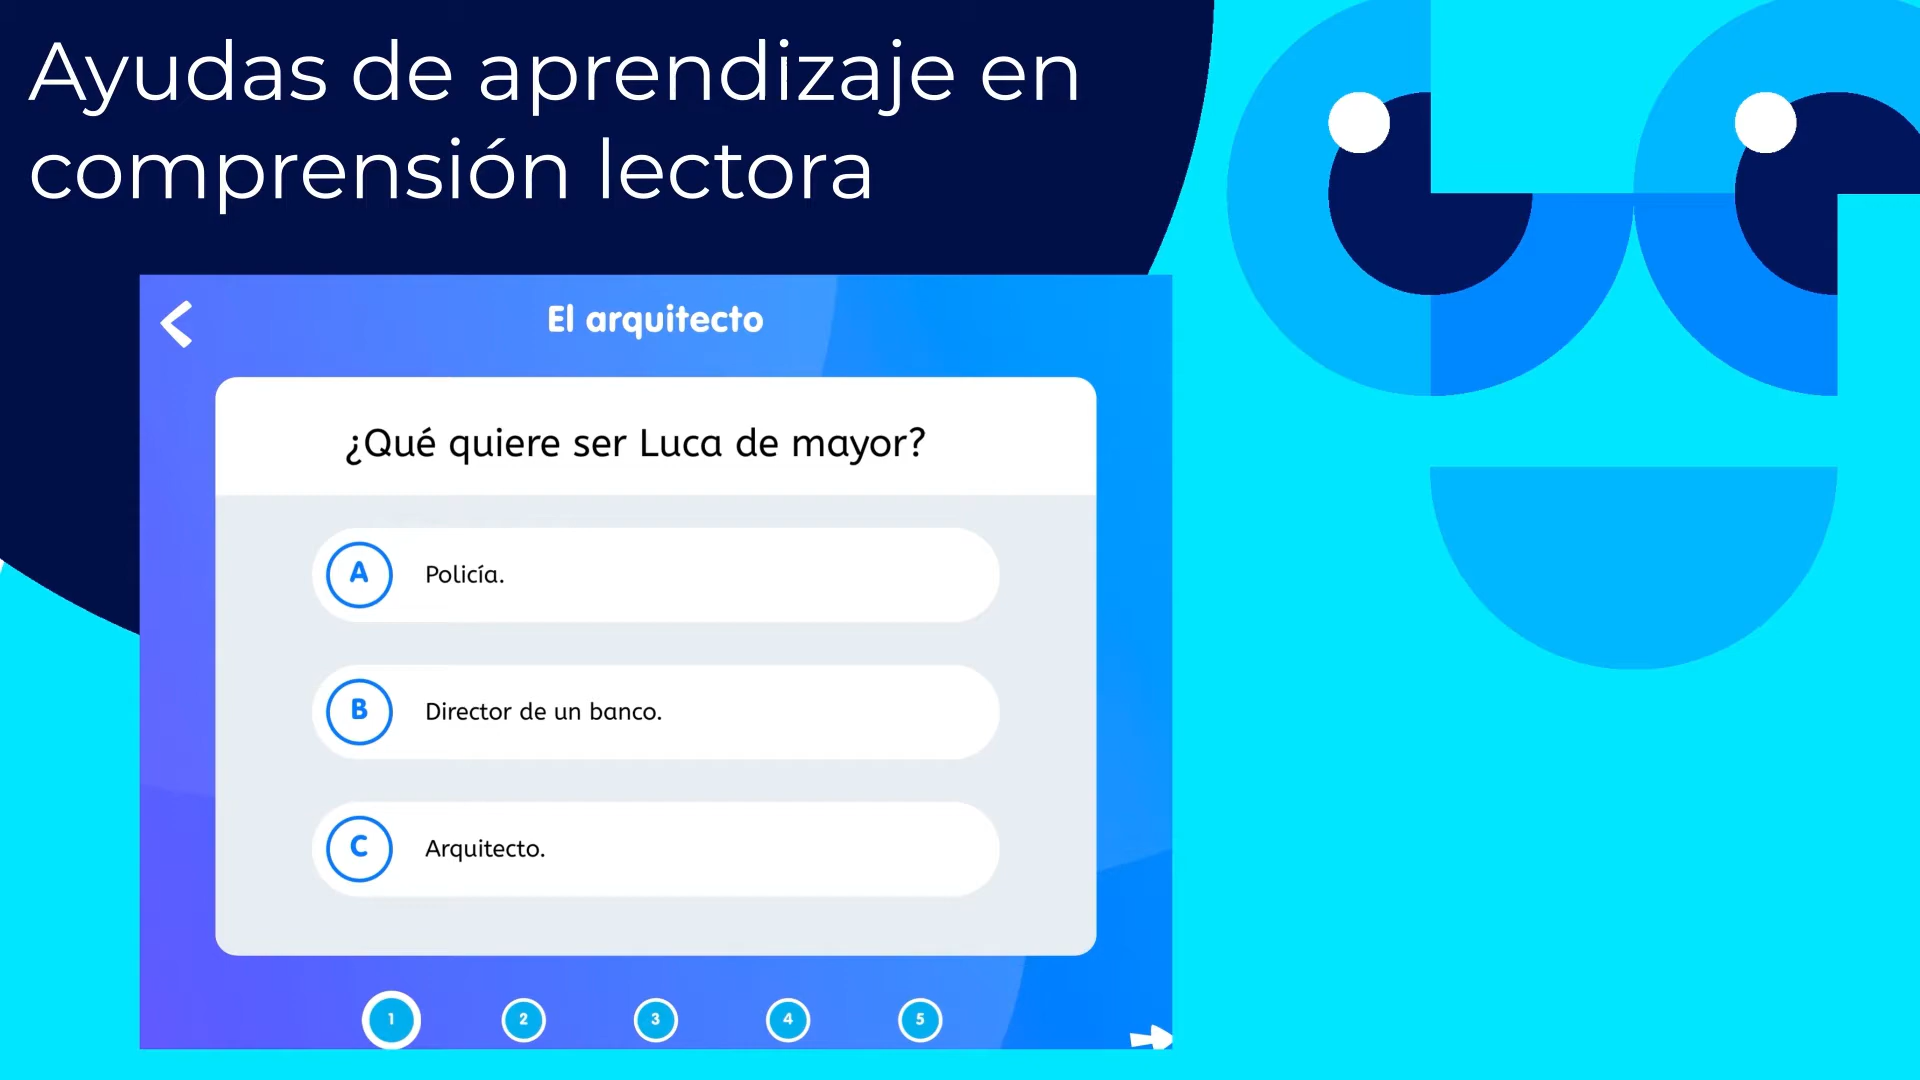 Ayudas de aprendizaje en
comprensión lectora
El arquitecto
¿Qué quiere ser Luca de mayor?
A Policía.
B Director de un banco.
C Arquitecto.
1 2 3 4 5